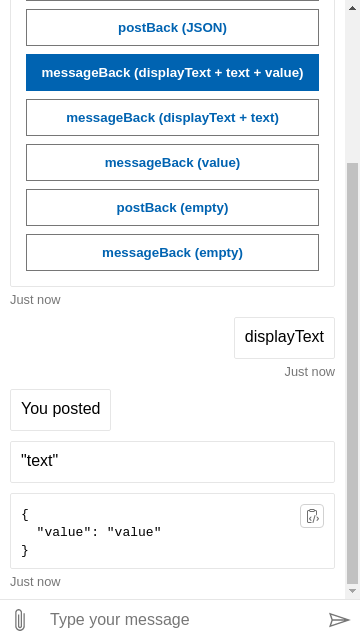 postBack (JSON)
messageBack (displayText + text + value)
messageBack (displayText + text)
messageBack (value)
postBack (empty)
messageBack (empty)
Just now
displayText
Just now
You posted
"text"
{
  "value": "value"
}
Just now
Type your message